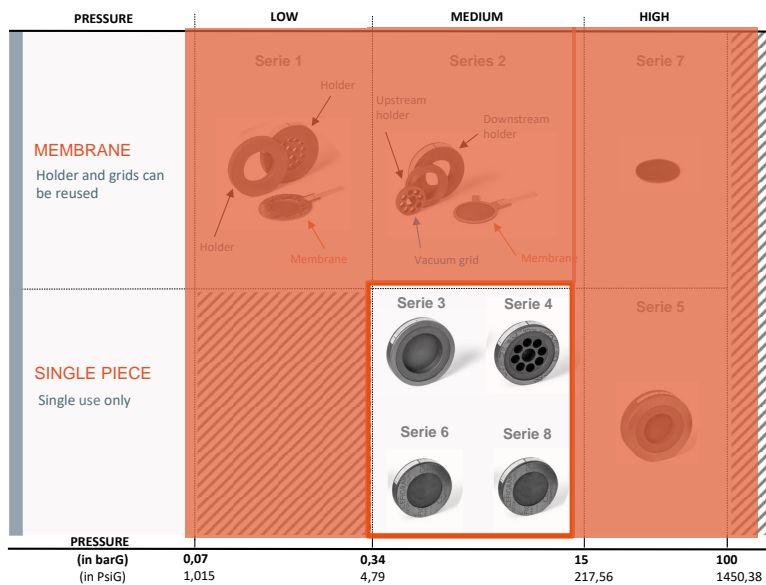 PRESSURE LOW MEDIUM HIGH
Serie 1 Series 2 Serie 7
Holder
Upstream
holder
Downstream
holder
MEMBRANE
Holder and grids can
be reused
Holder
Membrane
Vacuum grid
Membrane
Serie 3 Serie 4 Serie 5
SINGLE PIECE
Single use only
Serie 6 Serie 8
PRESSURE
(in barG) 0,07 0,34 15 100
(in PsiG) 1,015 4,79 217,56 1450,38